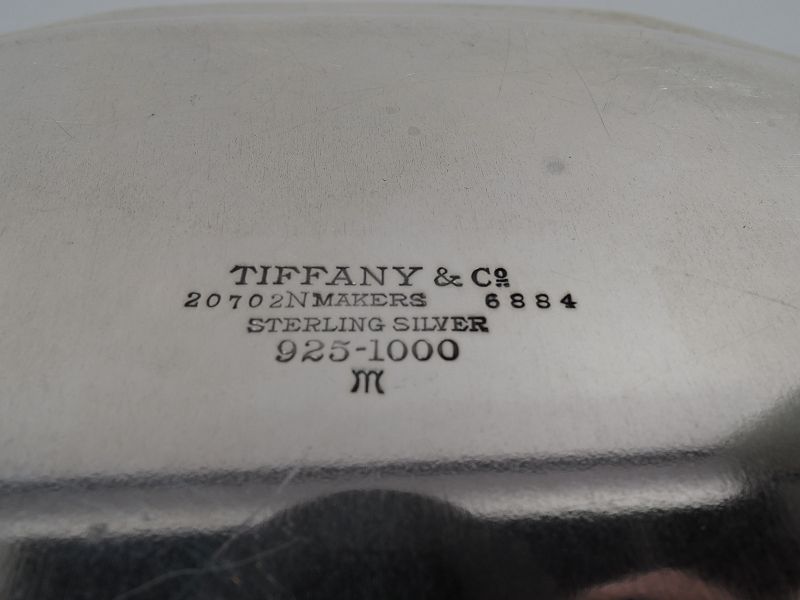 TIFFANY & Co
20702N MAKERS 6884
STERLING SILVER
925-1000
m